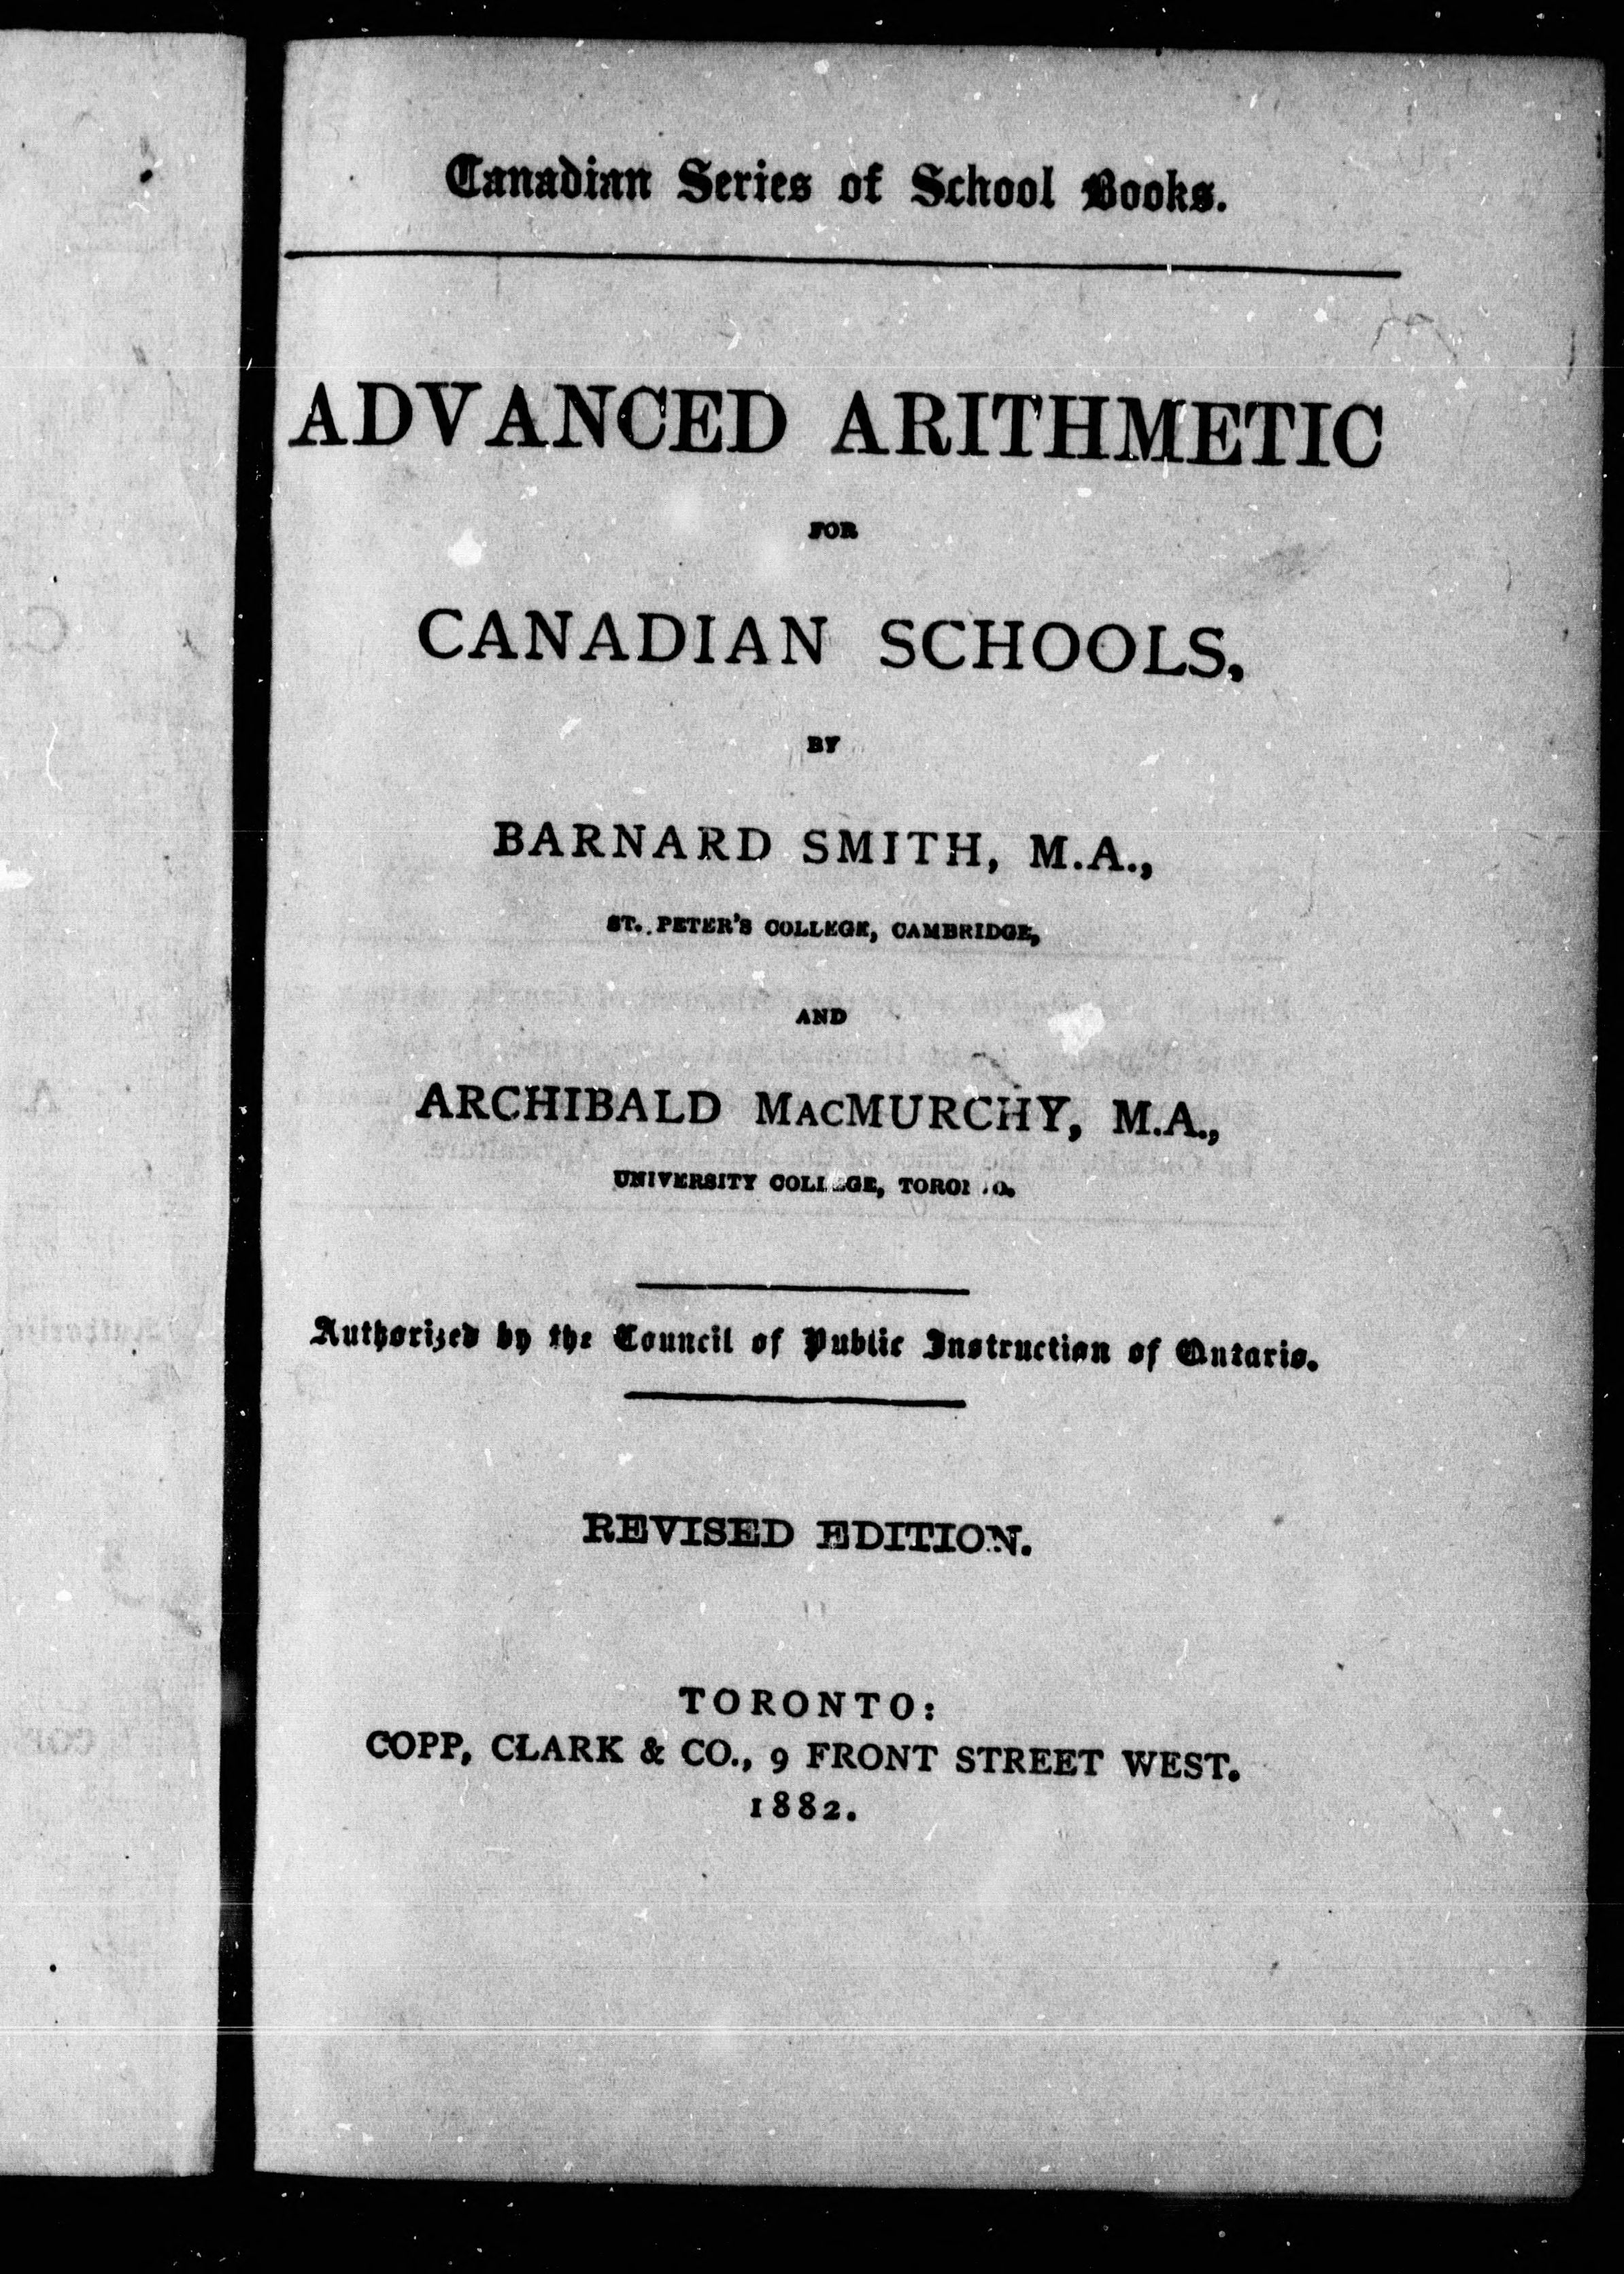 Canadian Series of School Books.
ADVANCED ARITHMETIC
FOR
CANADIAN SCHOOLS,
BY
BARNARD SMITH, M.A.,
ST. PETER'S COLLEGE, CAMBRIDGE,
AND
ARCHIBALD MACMURCHY, M.A.,
UNIVERSITY COLLEGE, TORONTO.
Authorized by the Council of Public Instruction of Ontario.
REVISED EDITION.
TORONTO:
COPP, CLARK & CO., 9 FRONT STREET WEST.
1882.